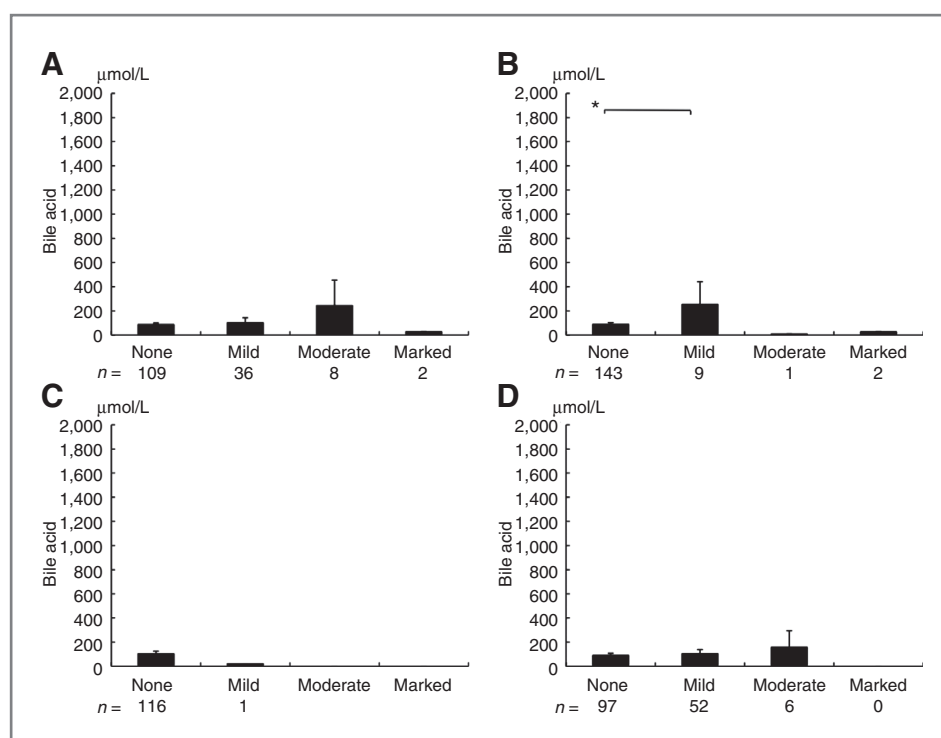 A
μmol/L
2,000
1,800
1,600
1,400
1,200
1,000
800
600
400
200
0
Bile acid
None Mild Moderate Marked
n = 109 36 8 2
B
μmol/L
2,000
1,800
1,600
1,400
1,200
1,000
800
600
400
200
0
Bile acid
*
None Mild Moderate Marked
n = 143 9 1 2
C
μmol/L
2,000
1,800
1,600
1,400
1,200
1,000
800
600
400
200
0
Bile acid
None Mild Moderate Marked
n = 116 1
D
μmol/L
2,000
1,800
1,600
1,400
1,200
1,000
800
600
400
200
0
Bile acid
None Mild Moderate Marked
n = 97 52 6 0